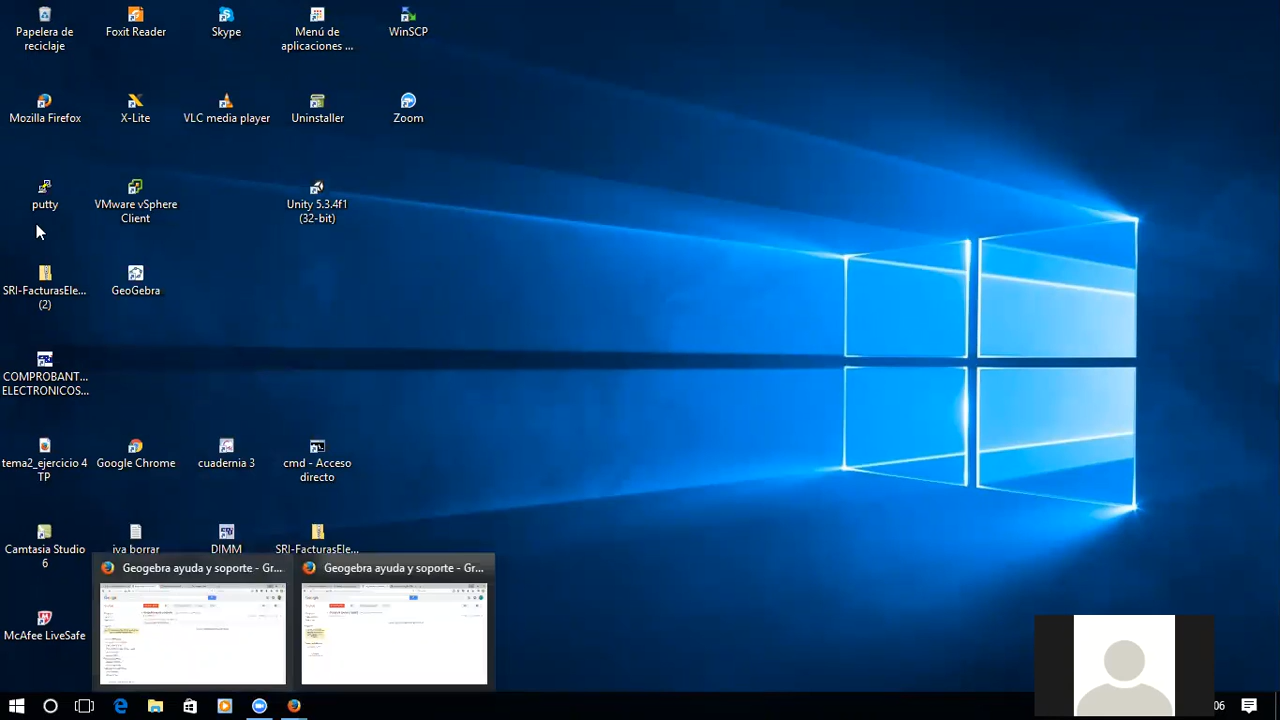 Papelera de
reciclaje
Foxit Reader
Skype
Menú de
aplicaciones ...
WinSCP
Mozilla Firefox
X-Lite
VLC media player
Uninstaller
Zoom
putty
VMware vSphere
Client
Unity 5.3.4f1
(32-bit)
SRI-FacturasEle...
(2)
GeoGebra
COMPROBANT...
ELECTRONICOS...
tema2_ejercicio 4
TP
Google Chrome
cuadernia 3
cmd - Acceso
directo
Camtasia Studio
6
iva borrar
DIMM
SRI-FacturasEle...
Geogebra ayuda y soporte - Gr...
Geogebra ayuda y soporte - Gr...
06